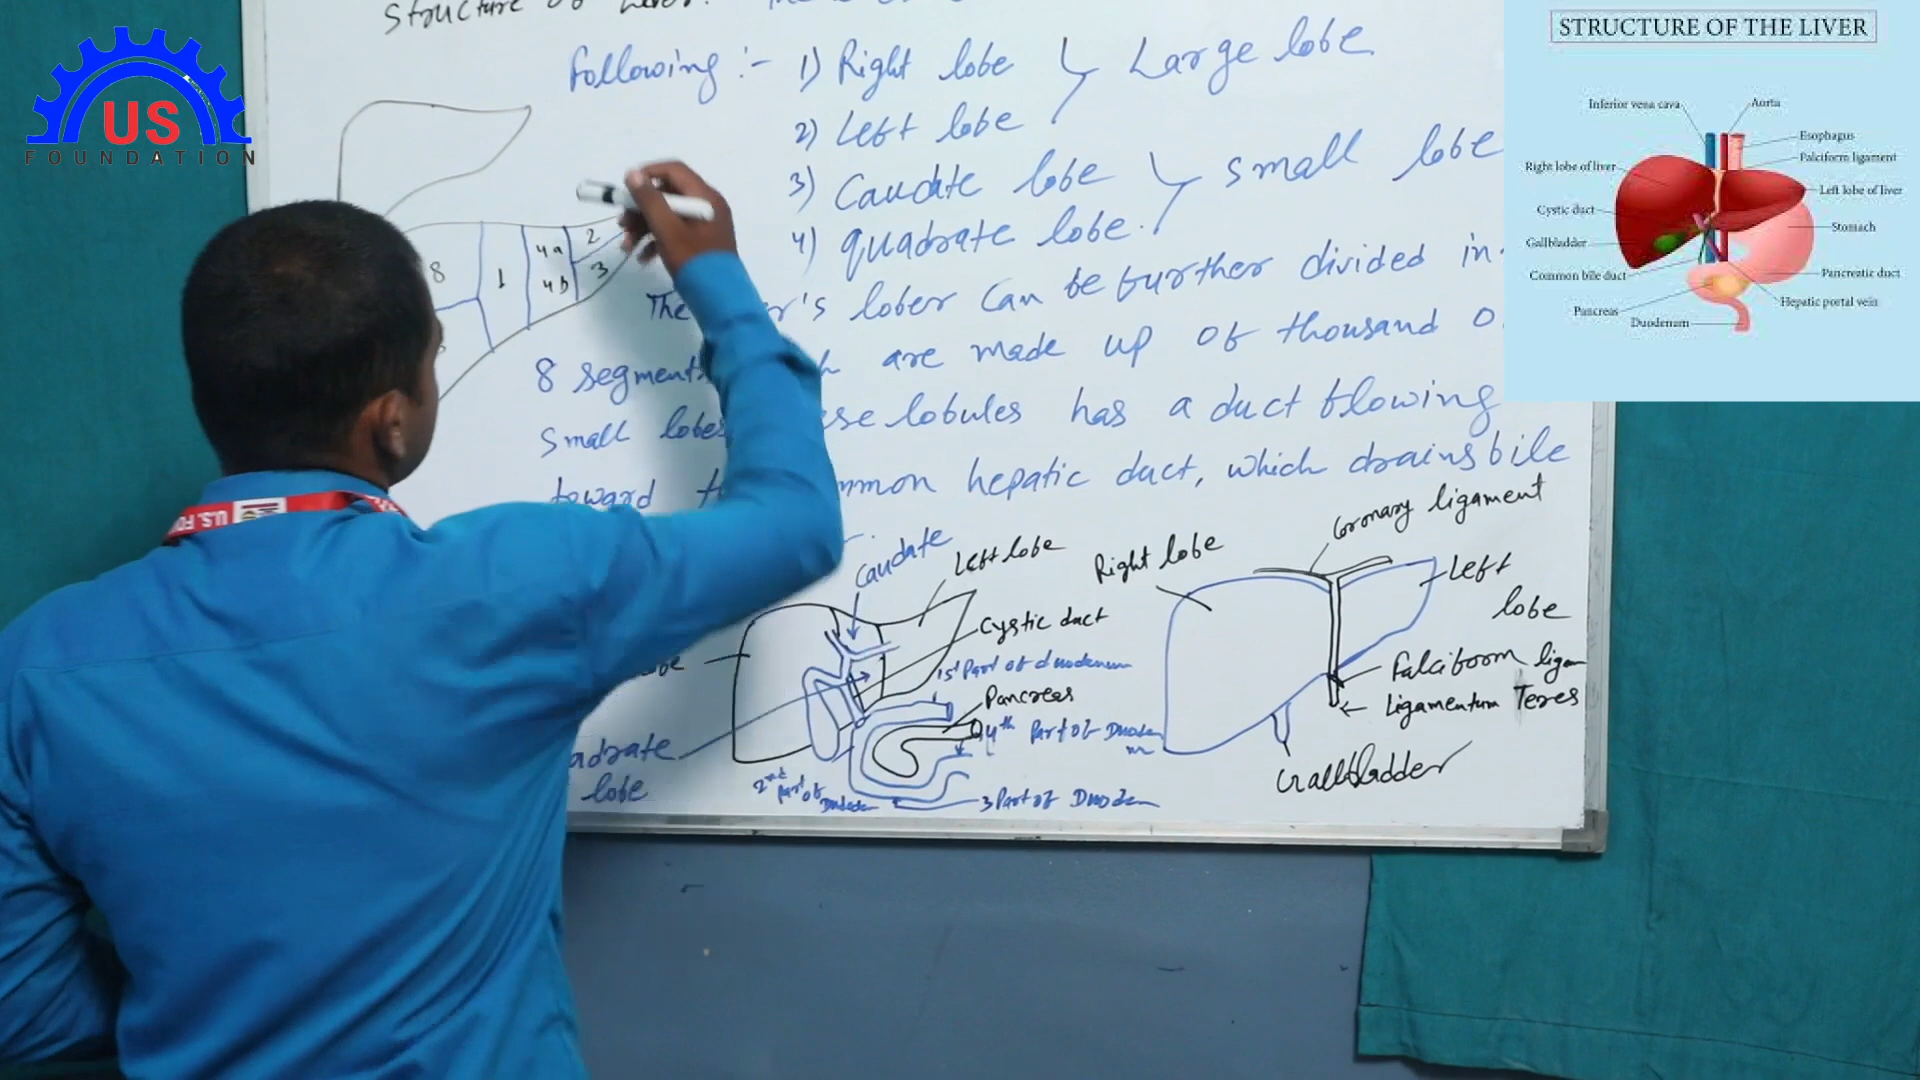 Structure of Liver.
US
FOUNDATION
Following :- 1) Right lobe Large lobe
2) Left lobe
3) Caudate lobe small lobe
4) quadrate lobe.
8 1 4a 4b 2 3
The 's lober Can be further divided in
8 segments are made up of thousand o
small lobes lobules has a duct flowing
toward mmon hepatic duct, which drains bile
U.S. FO
Caudate
Left lobe
Cystic duct
1st Part of duodenum
Pancreas
4th Part of Duoden
m
3 Part of Duoden
2nd Part of Duoden
adrate
lobe
Right lobe
Coronary ligament
Left
lobe
Falciform ligam
Ligamentum Teres
Gallbladder
STRUCTURE OF THE LIVER
Inferior vena cava
Aorta
Esophagus
Falciform ligament
Right lobe of liver
Left lobe of liver
Cystic duct
Stomach
Gallbladder
Common bile duct
Pancreatic duct
Hepatic portal vein
Pancreas
Duodenum